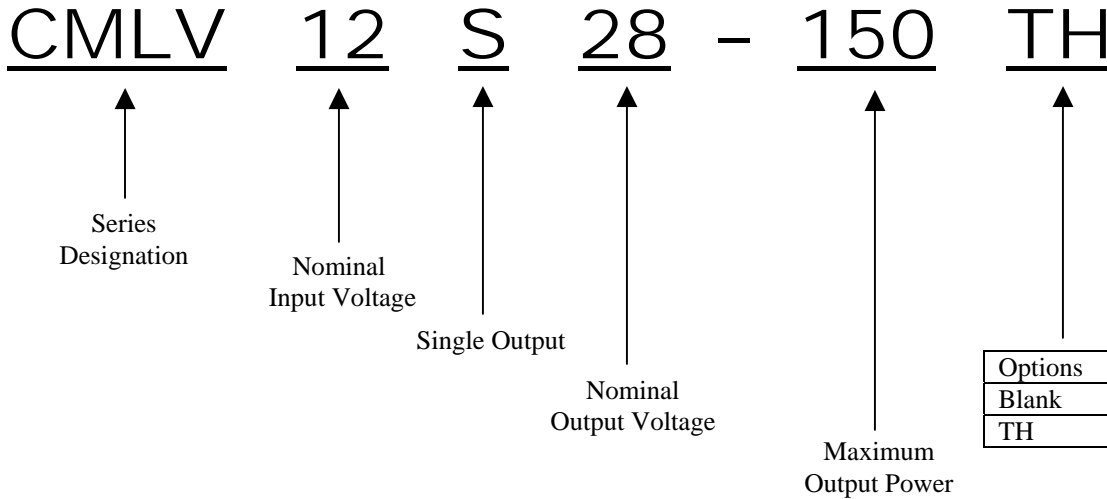 CMLV 12 S 28 – 150 TH
Series
Designation
Nominal
Input Voltage
Single Output
Nominal
Output Voltage
Maximum
Output Power
Options
Blank
TH